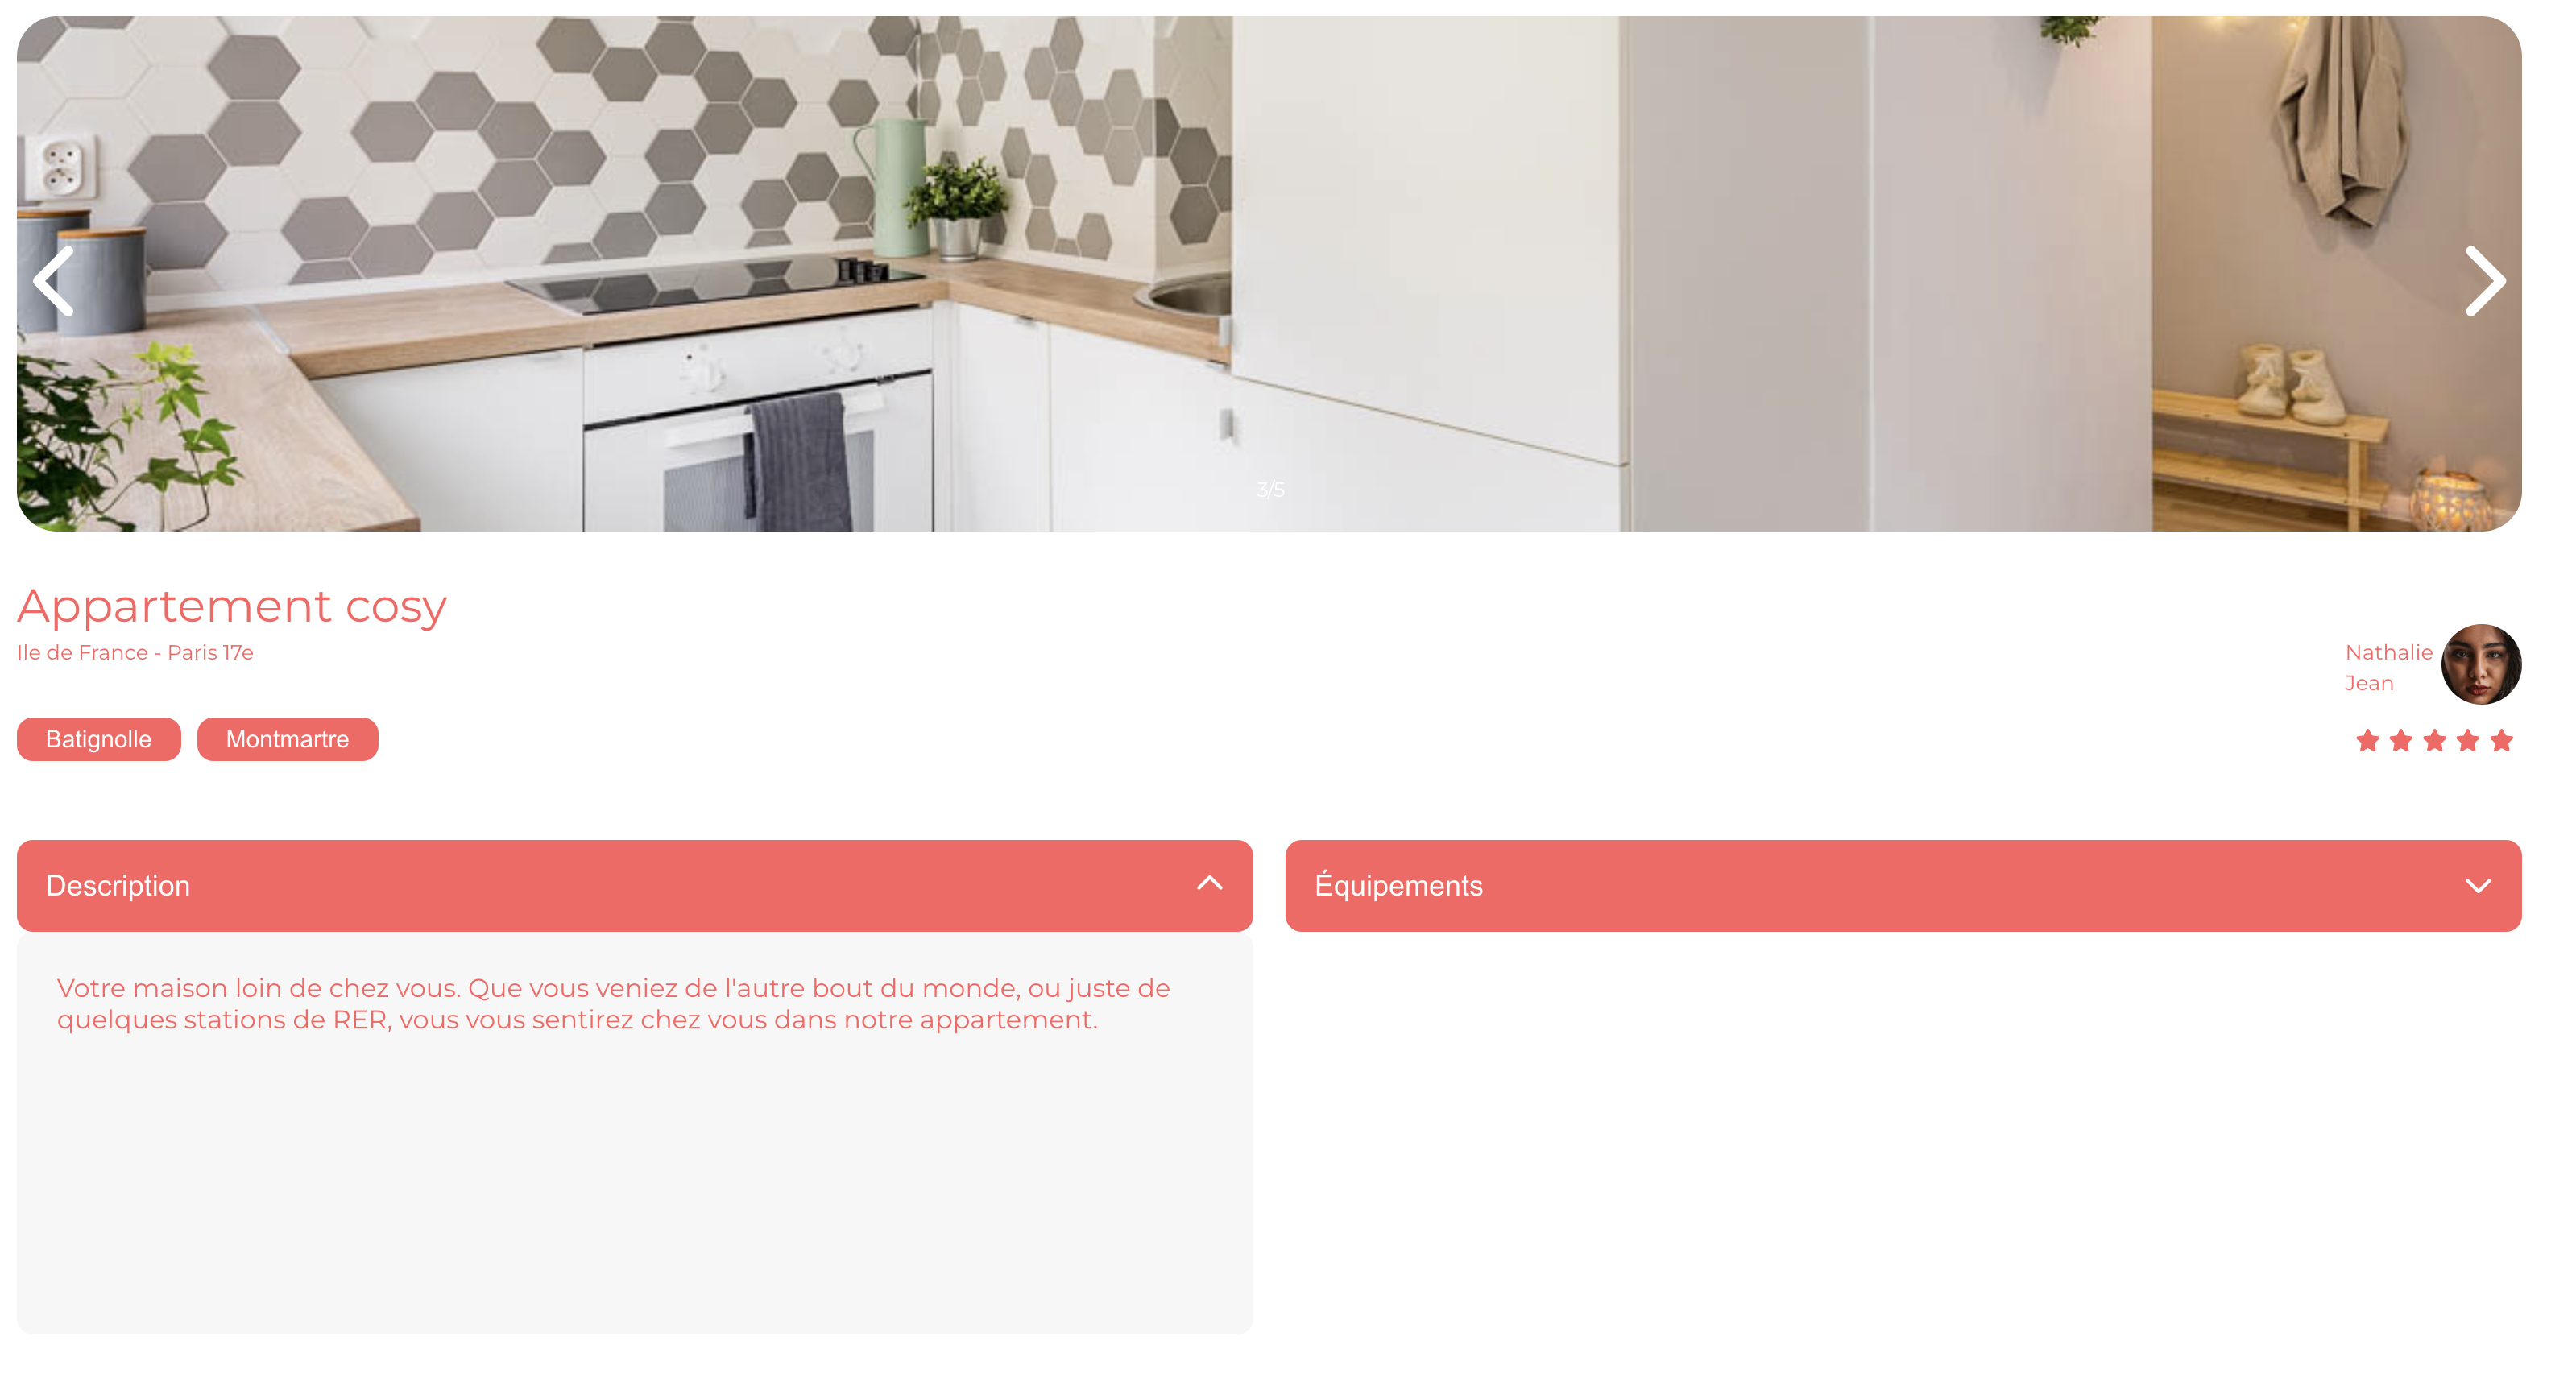 3/5
Appartement cosy
Ile de France - Paris 17e
Nathalie
Jean
Batignolle
Montmartre
Description
Équipements
Votre maison loin de chez vous. Que vous veniez de l'autre bout du monde, ou juste de
quelques stations de RER, vous vous sentirez chez vous dans notre appartement.